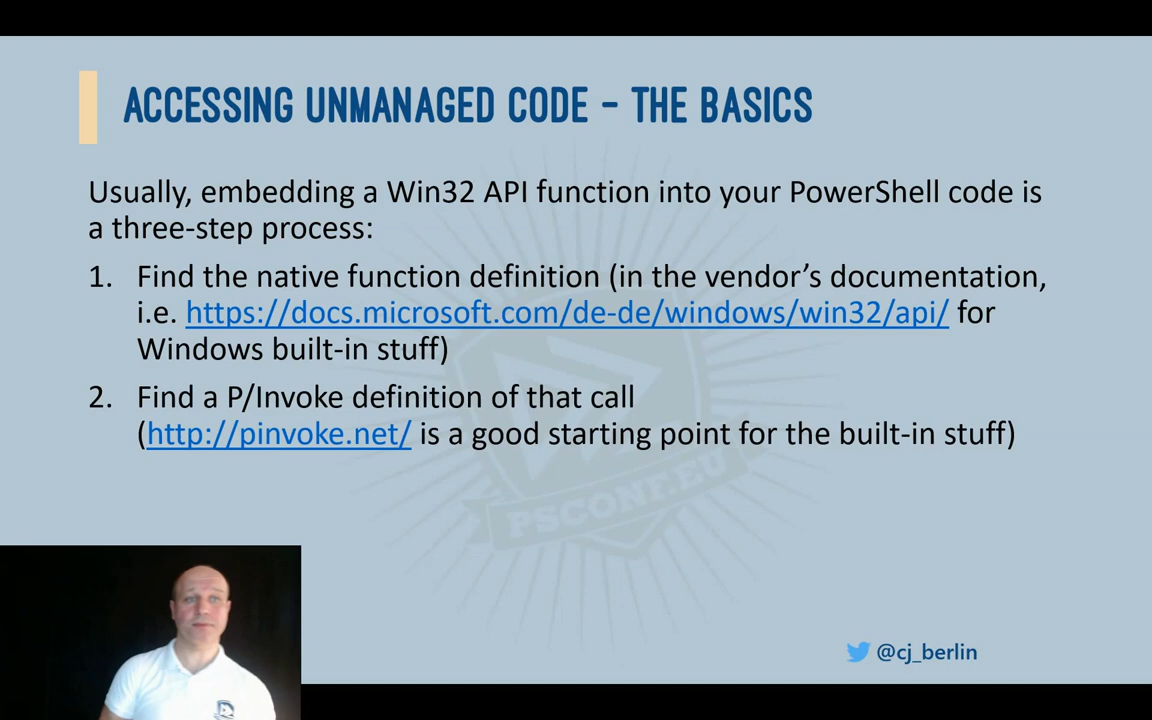 ACCESSING UNMANAGED CODE – THE BASICS
Usually, embedding a Win32 API function into your PowerShell code is
a three-step process:
1. Find the native function definition (in the vendor’s documentation,
i.e. https://docs.microsoft.com/de-de/windows/win32/api/ for
Windows built-in stuff)
2. Find a P/Invoke definition of that call
(http://pinvoke.net/ is a good starting point for the built-in stuff)
PSCONF.EU
@cj_berlin